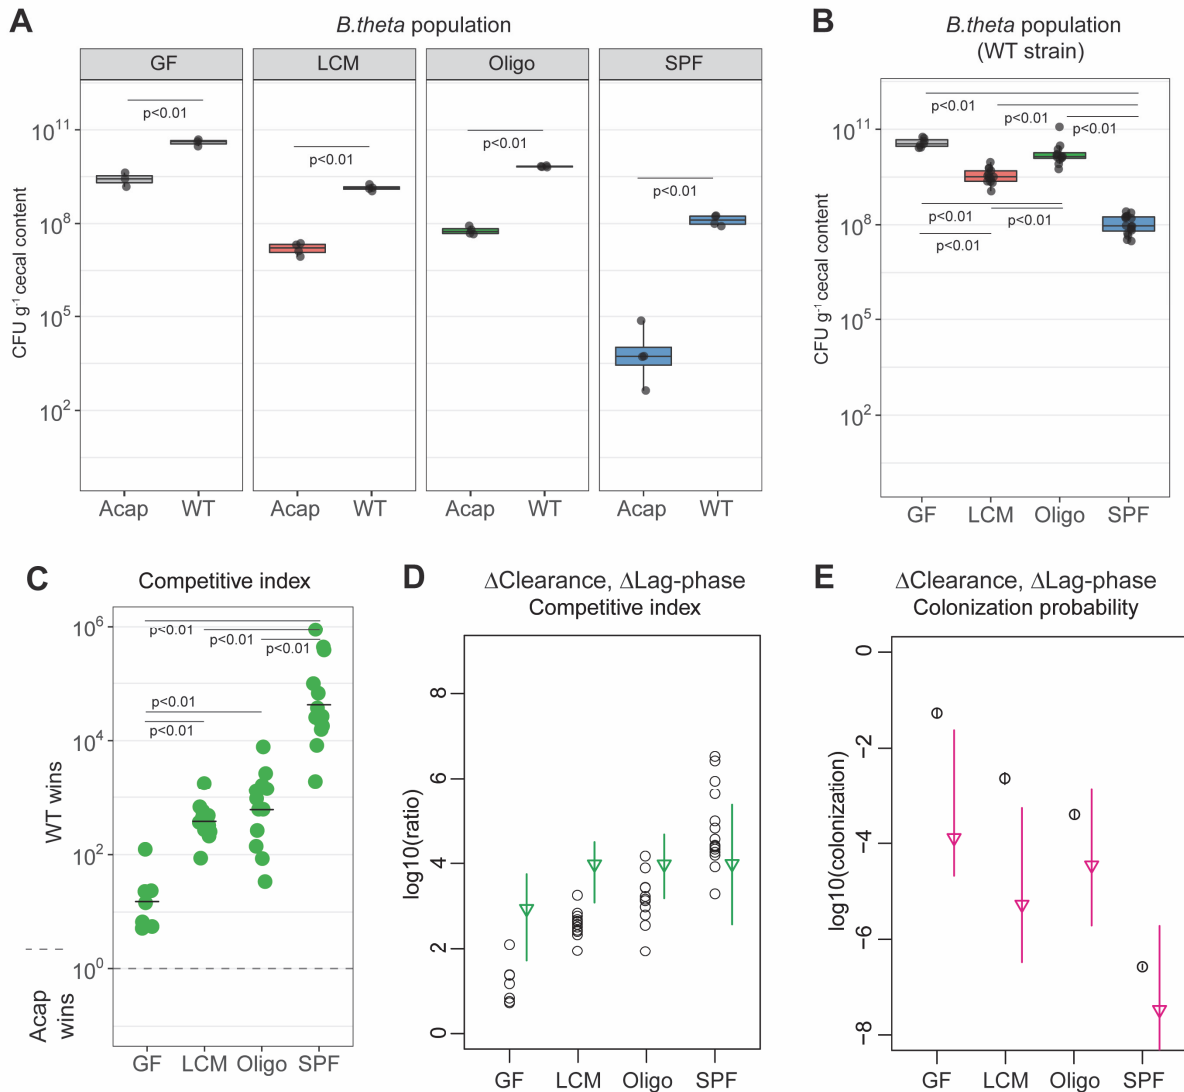 A
B.theta population
GF
LCM
Oligo
SPF
p<0.01
p<0.01
p<0.01
p<0.01
10¹¹
10⁸
10⁵
10²
CFU g⁻¹ cecal content
Acap WT
Acap WT
Acap WT
Acap WT
B
B.theta population
(WT strain)
p<0.01
p<0.01
p<0.01
p<0.01
p<0.01
p<0.01
10¹¹
10⁸
10⁵
10²
CFU g⁻¹ cecal content
GF LCM Oligo SPF
C
Competitive index
p<0.01
p<0.01
p<0.01
p<0.01
p<0.01
10⁶
10⁴
10²
10⁰
WT wins
Acap
wins
GF LCM Oligo SPF
D
ΔClearance, ΔLag-phase
Competitive index
8
6
4
2
0
log10(ratio)
GF LCM Oligo SPF
E
ΔClearance, ΔLag-phase
Colonization probability
0
-2
-4
-6
-8
log10(colonization)
GF LCM Oligo SPF